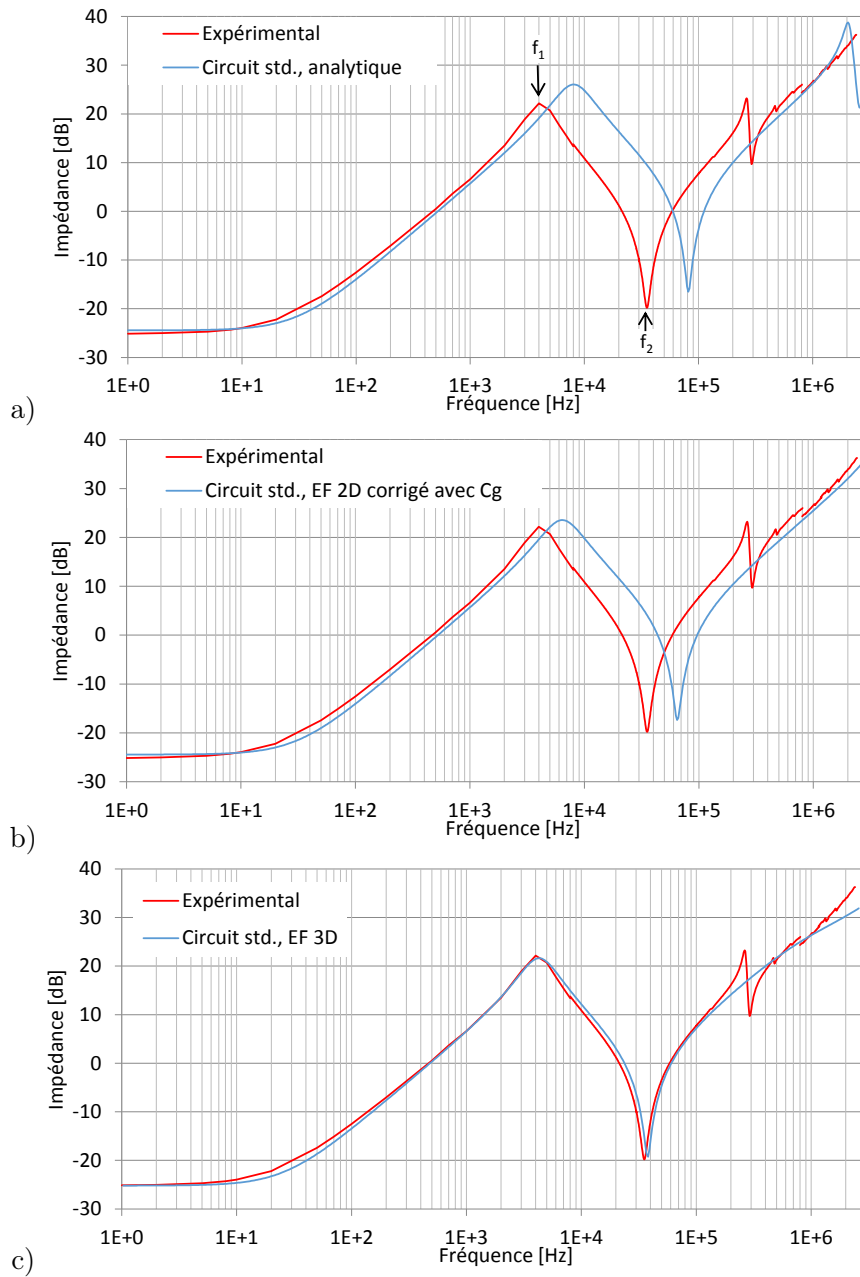 40
30
20
10
0
-10
-20
-30
Impédance [dB]
Expérimental
Circuit std., analytique
f1
f2
1E+0 1E+1 1E+2 1E+3 1E+4 1E+5 1E+6
Fréquence [Hz]
a)
40
30
20
10
0
-10
-20
-30
Impédance [dB]
Expérimental
Circuit std., EF 2D corrigé avec Cg
1E+0 1E+1 1E+2 1E+3 1E+4 1E+5 1E+6
Fréquence [Hz]
b)
40
30
20
10
0
-10
-20
-30
Impédance [dB]
Expérimental
Circuit std., EF 3D
1E+0 1E+1 1E+2 1E+3 1E+4 1E+5 1E+6
Fréquence [Hz]
c)